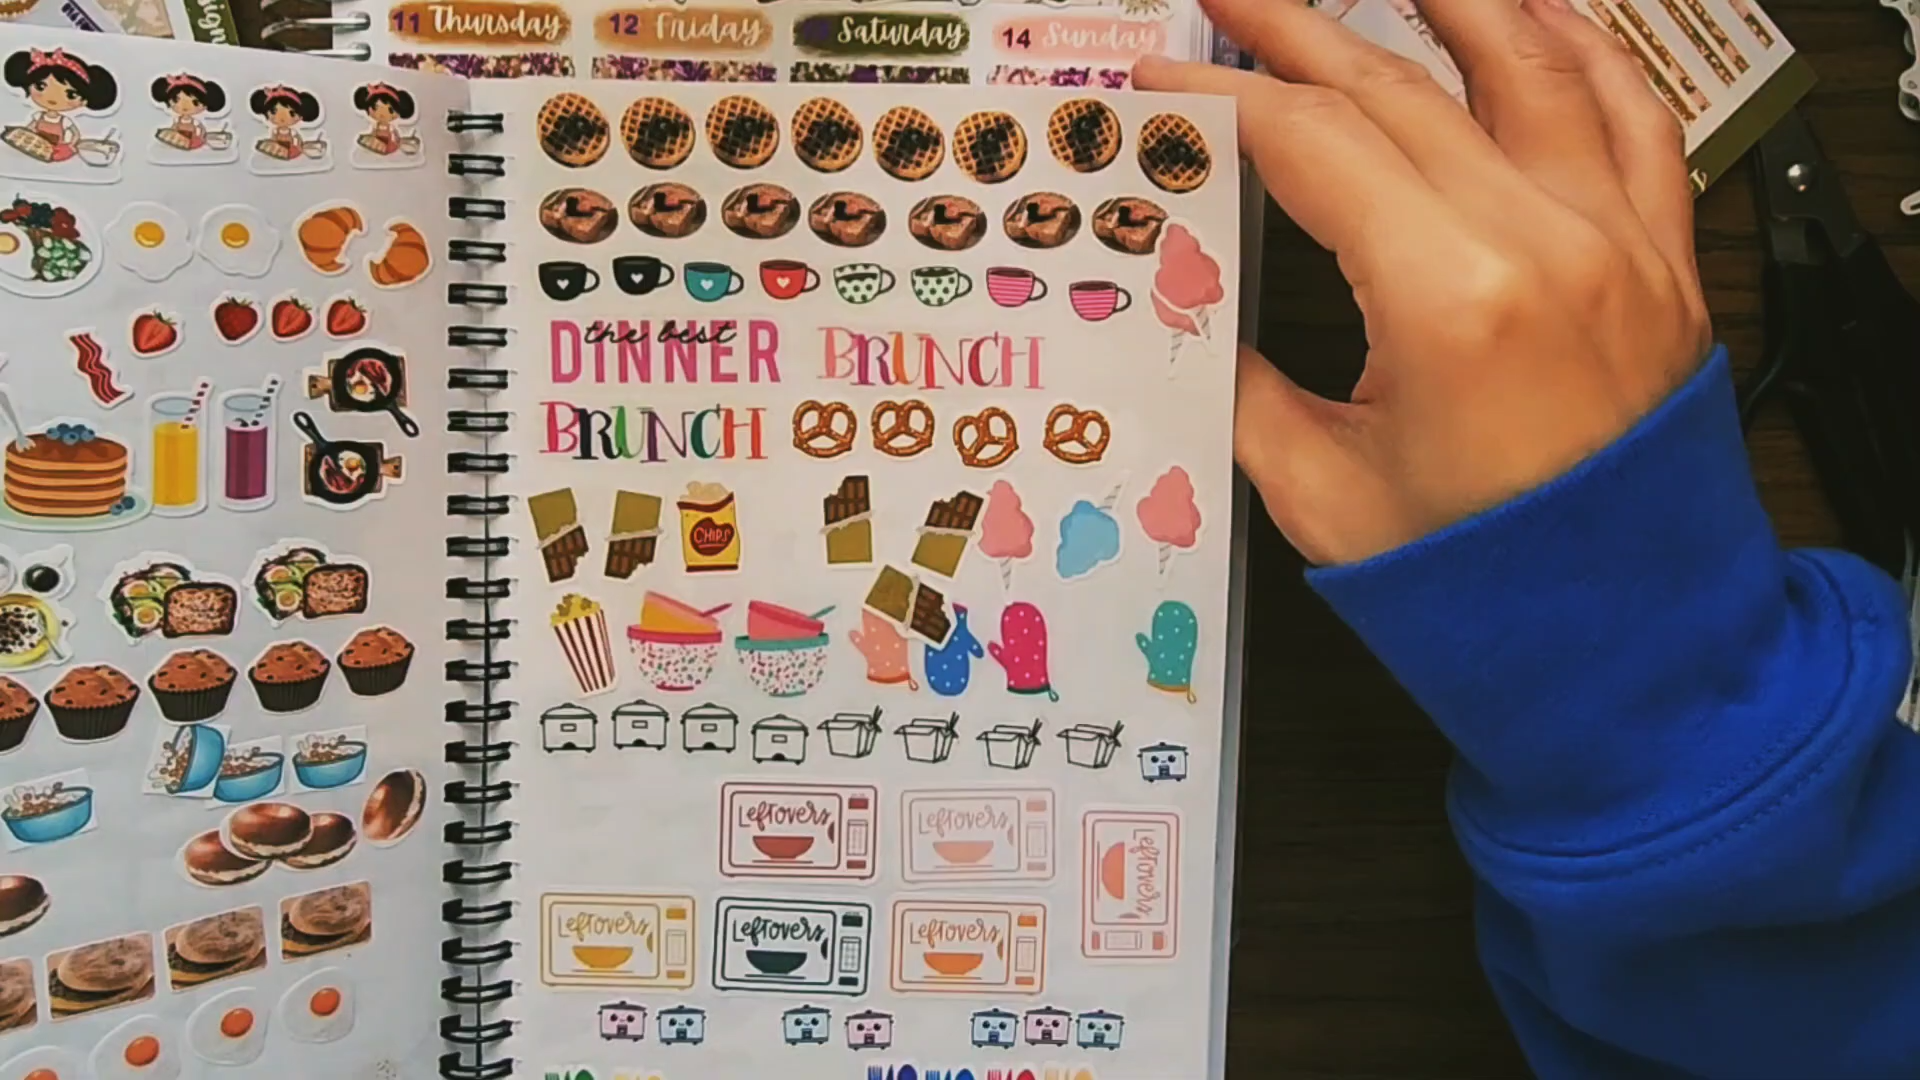 11 Thursday
12 Friday
Saturday
14 Sunday
DINNER
the best
BRUNCH
BRUNCH
CHIPS
Leftovers
Leftovers
Leftovers
Leftovers
Leftovers
Leftovers